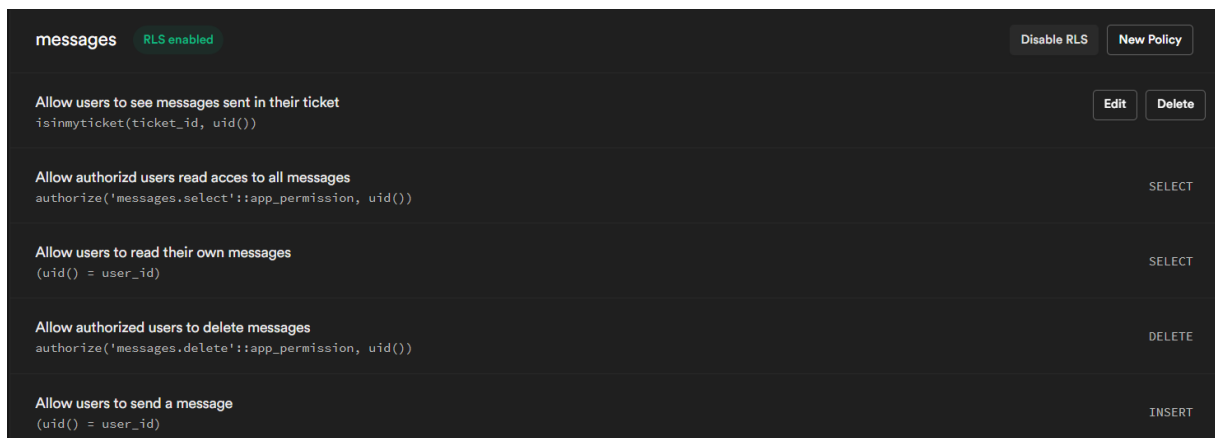 messages RLS enabled Disable RLS New Policy
Allow users to see messages sent in their ticket Edit Delete
isinmyticket(ticket_id, uid())
Allow authorizd users read acces to all messages
authorize('messages.select'::app_permission, uid()) SELECT
Allow users to read their own messages
(uid() = user_id) SELECT
Allow authorized users to delete messages
authorize('messages.delete'::app_permission, uid()) DELETE
Allow users to send a message
(uid() = user_id) INSERT